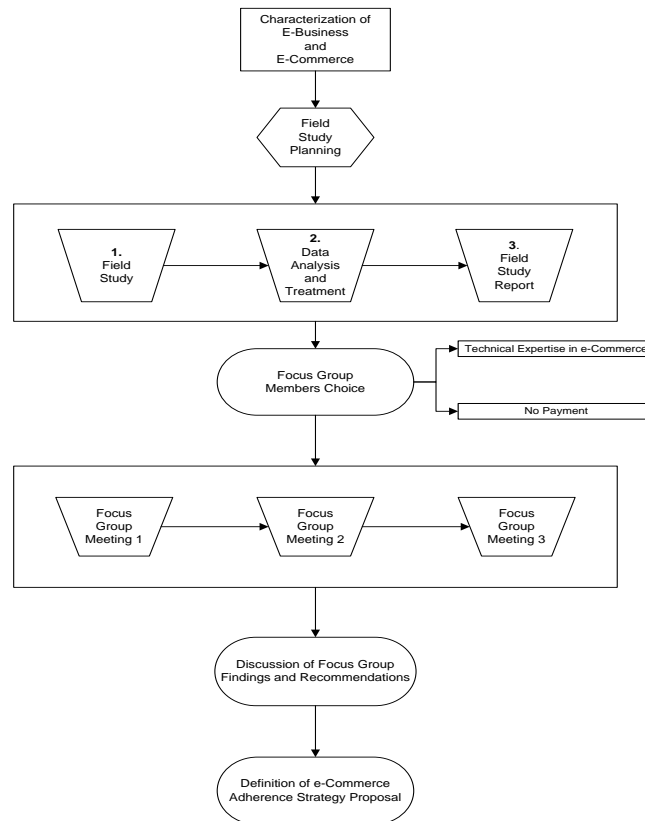 Characterization of
E-Business
and
E-Commerce
Field
Study
Planning
1.
Field
Study
2.
Data
Analysis
and
Treatment
3.
Field
Study
Report
Focus Group
Members Choice
Technical Expertise in e-Commerce
No Payment
Focus
Group
Meeting 1
Focus
Group
Meeting 2
Focus
Group
Meeting 3
Discussion of Focus Group
Findings and Recommendations
Definition of e-Commerce
Adherence Strategy Proposal